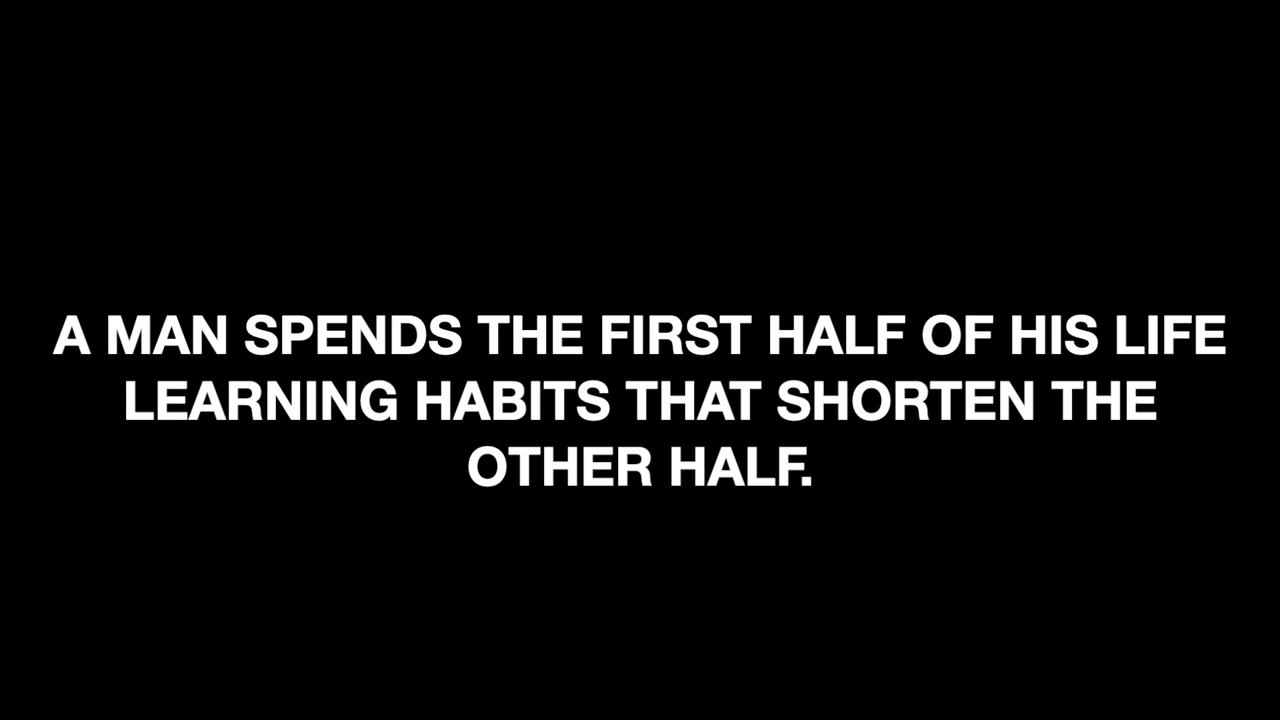 A MAN SPENDS THE FIRST HALF OF HIS LIFE
LEARNING HABITS THAT SHORTEN THE
OTHER HALF.